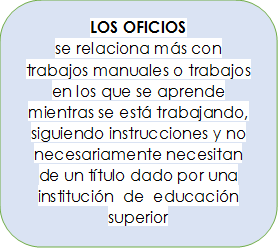 LOS OFICIOS
se relaciona más con
trabajos manuales o trabajos
en los que se aprende
mientras se está trabajando,
siguiendo instrucciones y no
necesariamente necesitan
de un título dado por una
institución de educación
superior